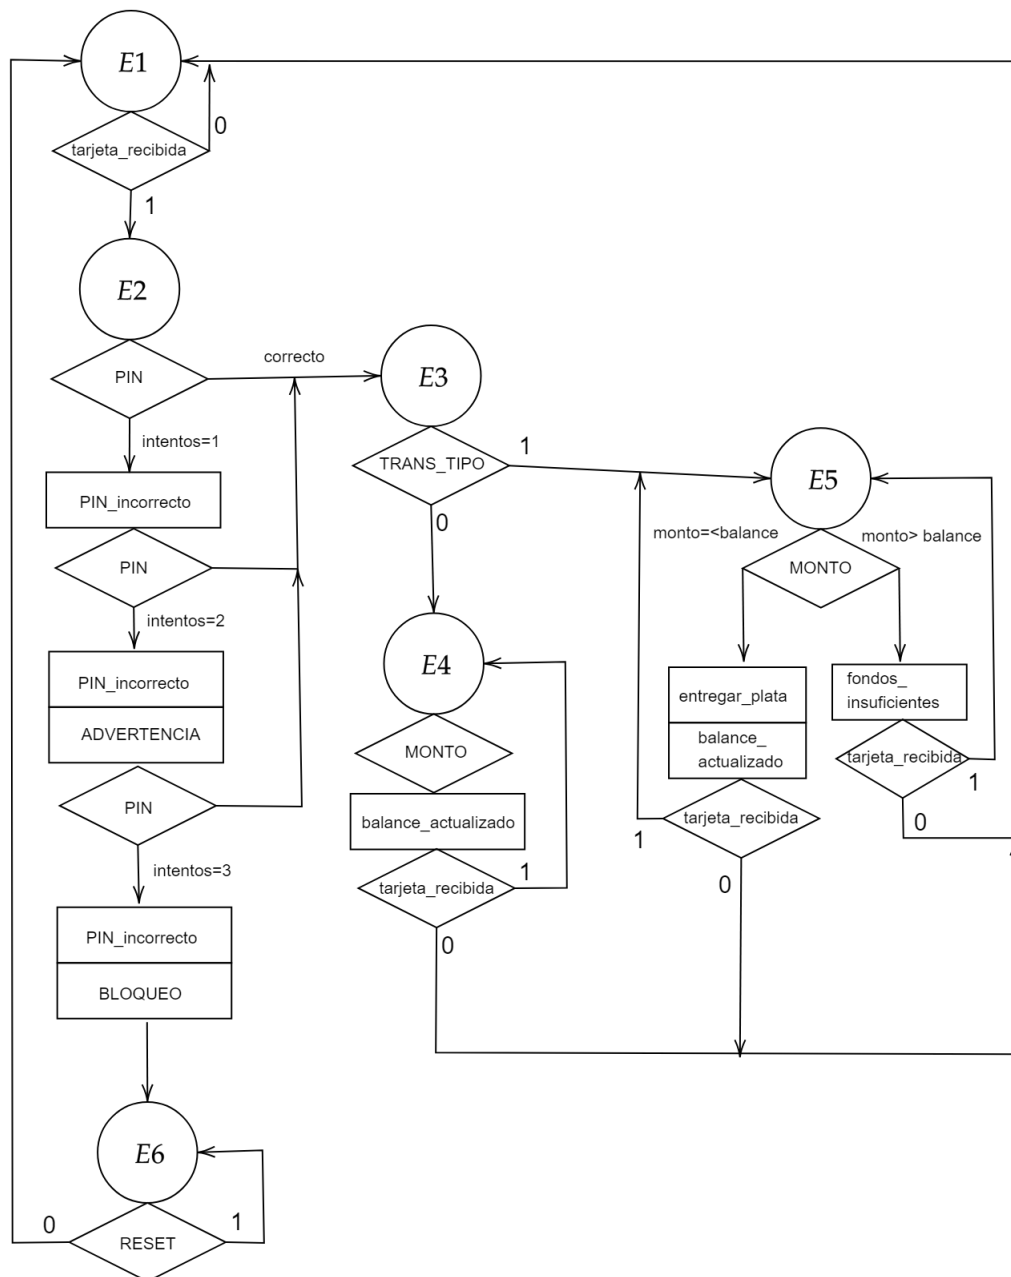 E1
tarjeta_recibida
0
1
E2
PIN
correcto
intentos=1
PIN_incorrecto
PIN
intentos=2
PIN_incorrecto
ADVERTENCIA
PIN
intentos=3
PIN_incorrecto
BLOQUEO
E6
0
1
RESET
E3
TRANS_TIPO
1
0
E4
MONTO
balance_actualizado
tarjeta_recibida
1
0
E5
monto=<balance
monto> balance
MONTO
entregar_plata
balance_
actualizado
tarjeta_recibida
1
0
fondos_
insuficientes
tarjeta_recibida
1
0